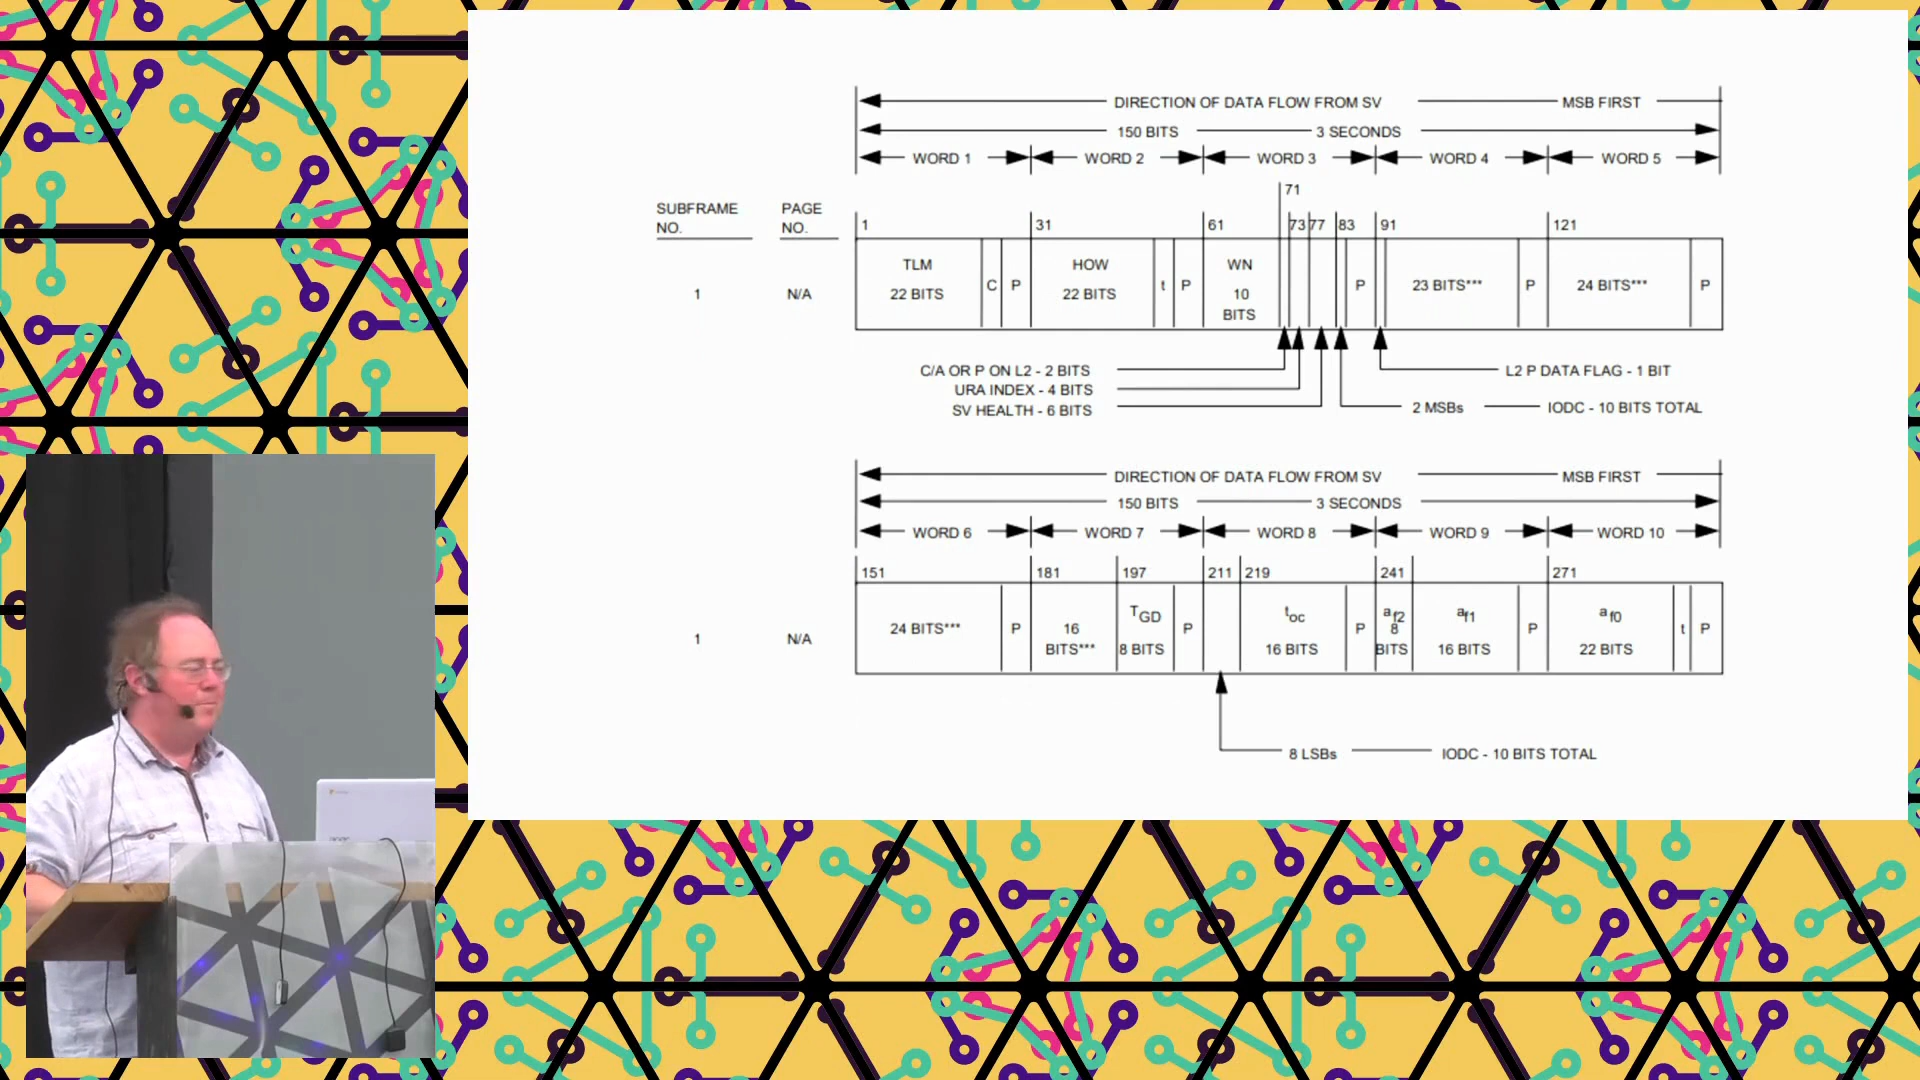 DIRECTION OF DATA FLOW FROM SV MSB FIRST
150 BITS 3 SECONDS
WORD 1 WORD 2 WORD 3 WORD 4 WORD 5
71
SUBFRAME NO. PAGE NO.
1 31 61 73 77 83 91 121
TLM 22 BITS C P HOW 22 BITS t P WN 10 BITS P 23 BITS*** P 24 BITS*** P
1 N/A
C/A OR P ON L2 - 2 BITS
URA INDEX - 4 BITS
SV HEALTH - 6 BITS
L2 P DATA FLAG - 1 BIT
2 MSBs IODC - 10 BITS TOTAL
DIRECTION OF DATA FLOW FROM SV MSB FIRST
150 BITS 3 SECONDS
WORD 6 WORD 7 WORD 8 WORD 9 WORD 10
151 181 197 211 219 241 271
1 N/A
24 BITS*** P 16 BITS*** TGD 8 BITS P toc 16 BITS P af2 8 BITS af1 16 BITS P af0 22 BITS t P
8 LSBs IODC - 10 BITS TOTAL